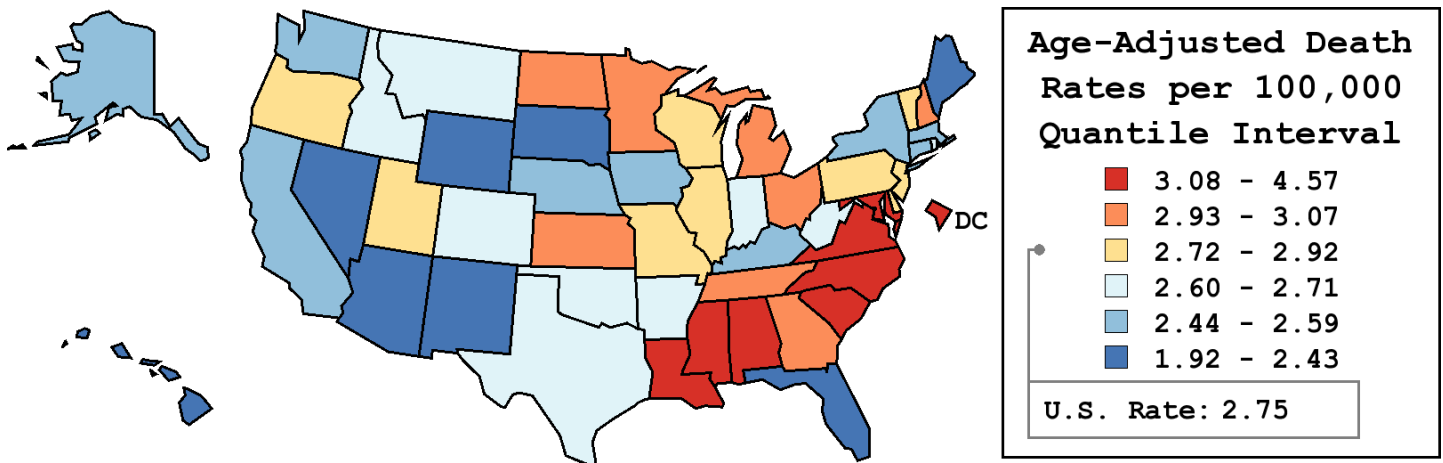 Age-Adjusted Death
Rates per 100,000
Quantile Interval
3.08 - 4.57
2.93 - 3.07
2.72 - 2.92
2.60 - 2.71
2.44 - 2.59
1.92 - 2.43
U.S. Rate: 2.75
DC